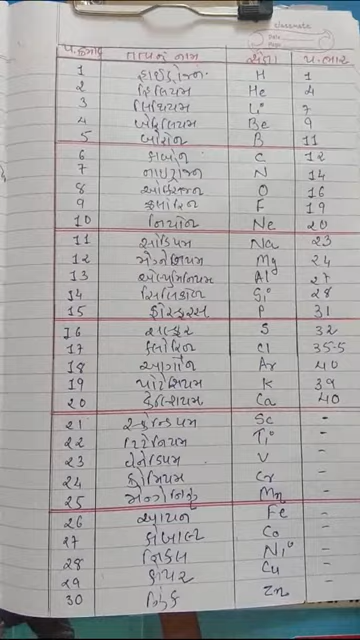 classmate
Date
Page
પ.ક્રમાંક તત્વનું નામ સંજ્ઞા પ.ભાર
1 હાઈડ્રોજન H 1
2 હિલિયમ He 4
3 લિથિયમ Li 7
4 બેરેલિયમ Be 9
5 બોરોન B 11
6 કાર્બન C 12
7 નાઈટ્રોજન N 14
8 ઓક્સિજન O 16
9 ફ્લોરિન F 19
10 નિયોન Ne 20
11 સોડિયમ Na 23
12 મેગ્નેશિયમ Mg 24
13 એલ્યુમિનિયમ Al 27
14 સિલિકોન Si 28
15 ફોસ્ફરસ P 31
16 સલ્ફર S 32
17 ક્લોરિન Cl 35.5
18 આર્ગોન Ar 40
19 પોટેશિયમ K 39
20 કેલ્શિયમ Ca 40
21 સ્કેન્ડિયમ Sc -
22 ટિટેનિયમ Ti -
23 વેનેડિયમ V -
24 ક્રોમિયમ Cr -
25 મેંગેનિઝ Mn -
26 આયર્ન Fe -
27 કોબાલ્ટ Co -
28 નિકલ Ni -
29 કોપર Cu -
30 ઝિંક Zn